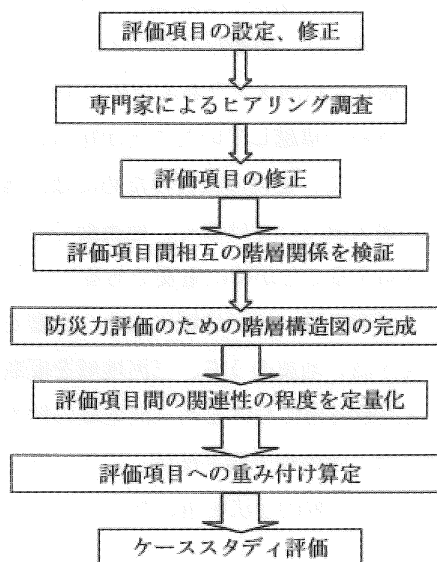 評価項目の設定、修正
専門家によるヒアリング調査
評価項目の修正
評価項目間相互の階層関係を検証
防災力評価のための階層構造図の完成
評価項目間の関連性の程度を定量化
評価項目への重み付け算定
ケーススタディ評価